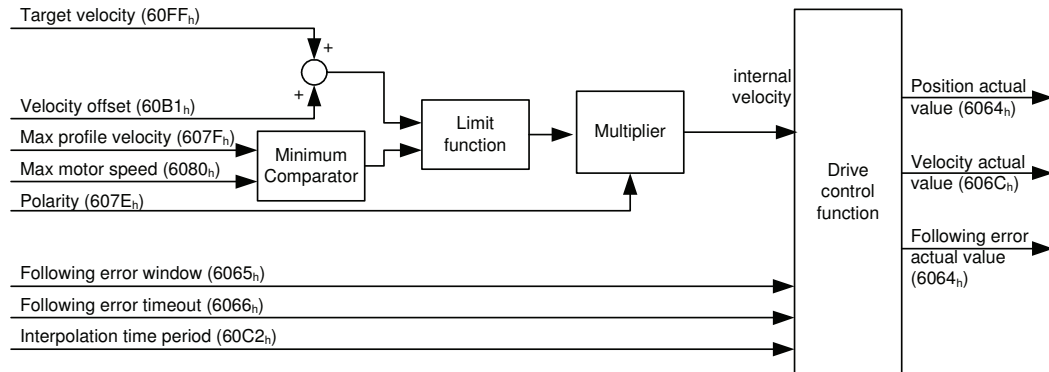 Target velocity (60FFh)
+
+
Velocity offset (60B1h)
Max profile velocity (607Fh)
Max motor speed (6080h)
Polarity (607Eh)
Minimum
Comparator
Limit
function
Multiplier
internal
velocity
Following error window (6065h)
Following error timeout (6066h)
Interpolation time period (60C2h)
Drive
control
function
Position actual
value (6064h)
Velocity actual
value (606Ch)
Following error
actual value
(6064h)